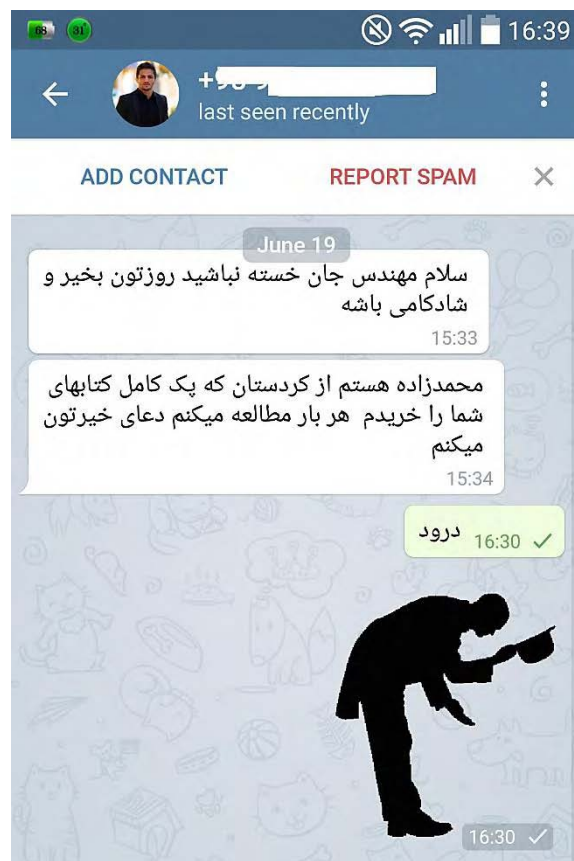 68
31°
16:39
last seen recently
ADD CONTACT
REPORT SPAM
June 19
سلام مهندس جان خسته نباشید روزتون بخیر و
شادکامی باشه
15:33
محمدزاده هستم از کردستان که پک کامل کتابهای
شما را خریدم هر بار مطالعه میکنم دعای خیرتون
میکنم
15:34
درود
16:30
16:30